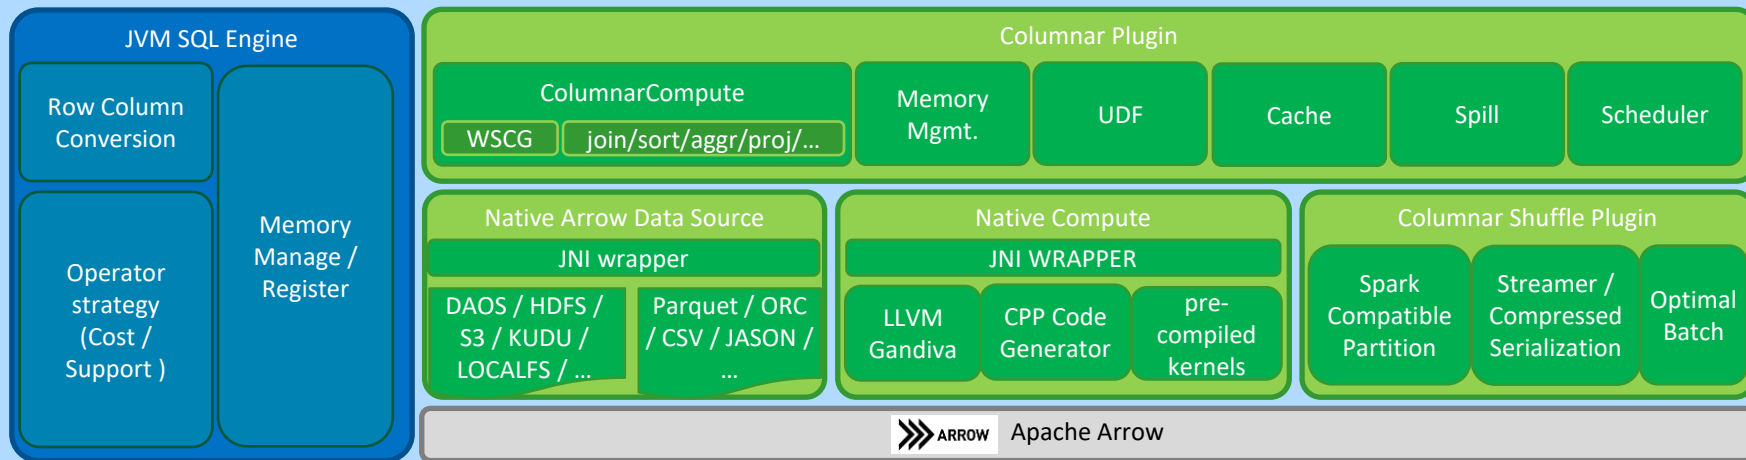 JVM SQL Engine
Row Column
Conversion
Operator
strategy
(Cost /
Support )
Memory
Manage /
Register
Columnar Plugin
ColumnarCompute
WSCG
join/sort/aggr/proj/...
Memory
Mgmt.
UDF
Cache
Spill
Scheduler
Native Arrow Data Source
JNI wrapper
DAOS / HDFS /
S3 / KUDU /
LOCALFS / ...
Parquet / ORC
/ CSV / JASON /
...
Native Compute
JNI WRAPPER
LLVM
Gandiva
CPP Code
Generator
pre-
compiled
kernels
Columnar Shuffle Plugin
Spark
Compatible
Partition
Streamer /
Compressed
Serialization
Optimal
Batch
ARROW
Apache Arrow